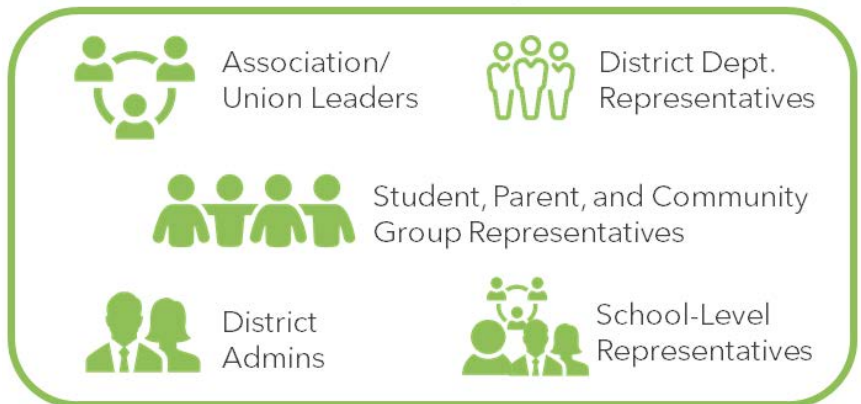 Association/
Union Leaders
District Dept.
Representatives
Student, Parent, and Community
Group Representatives
District
Admins
School-Level
Representatives